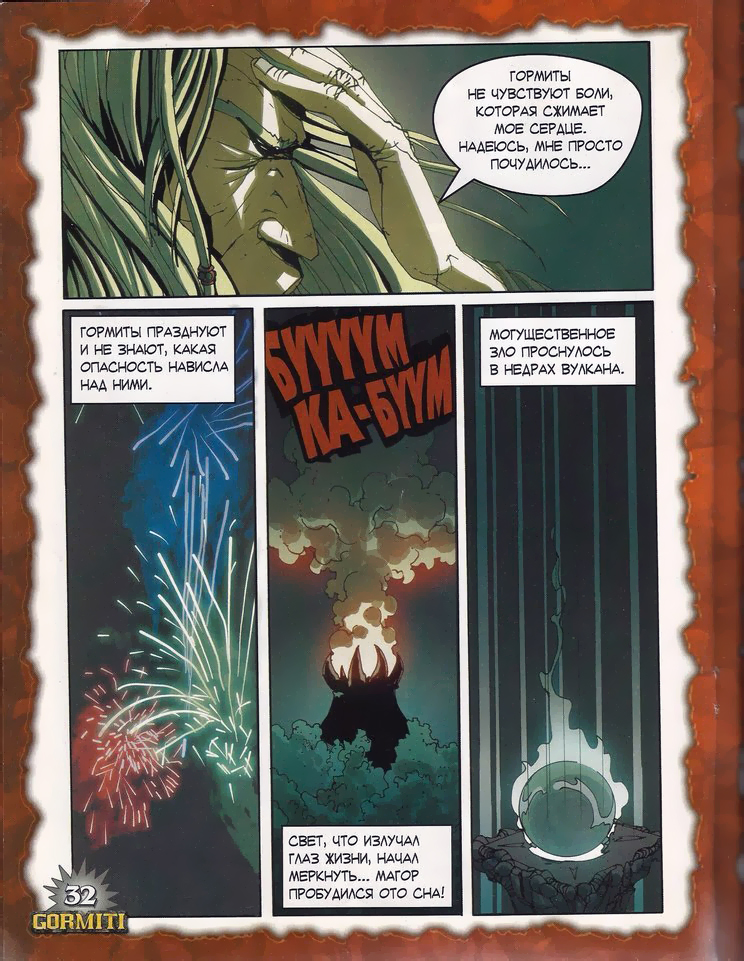 ГОРМИТЫ
НЕ ЧУВСТВУЮТ БОЛИ,
КОТОРАЯ СЖИМАЕТ
МОЕ СЕРДЦЕ.
НАДЕЮСЬ, МНЕ ПРОСТО
ПОЧУДИЛОСЬ...
ГОРМИТЫ ПРАЗДНУЮТ
И НЕ ЗНАЮТ, КАКАЯ
ОПАСНОСТЬ НАВИСЛА
НАД НИМИ.
БУУУУМ
КА-БУУМ
СВЕТ, ЧТО ИЗЛУЧАЛ
ГЛАЗ ЖИЗНИ, НАЧАЛ
МЕРКНУТЬ... МАГОР
ПРОБУДИЛСЯ ОТО СНА!
МОГУЩЕСТВЕННОЕ
ЗЛО ПРОСНУЛОСЬ
В НЕДРАХ ВУЛКАНА.
32
GORMITI